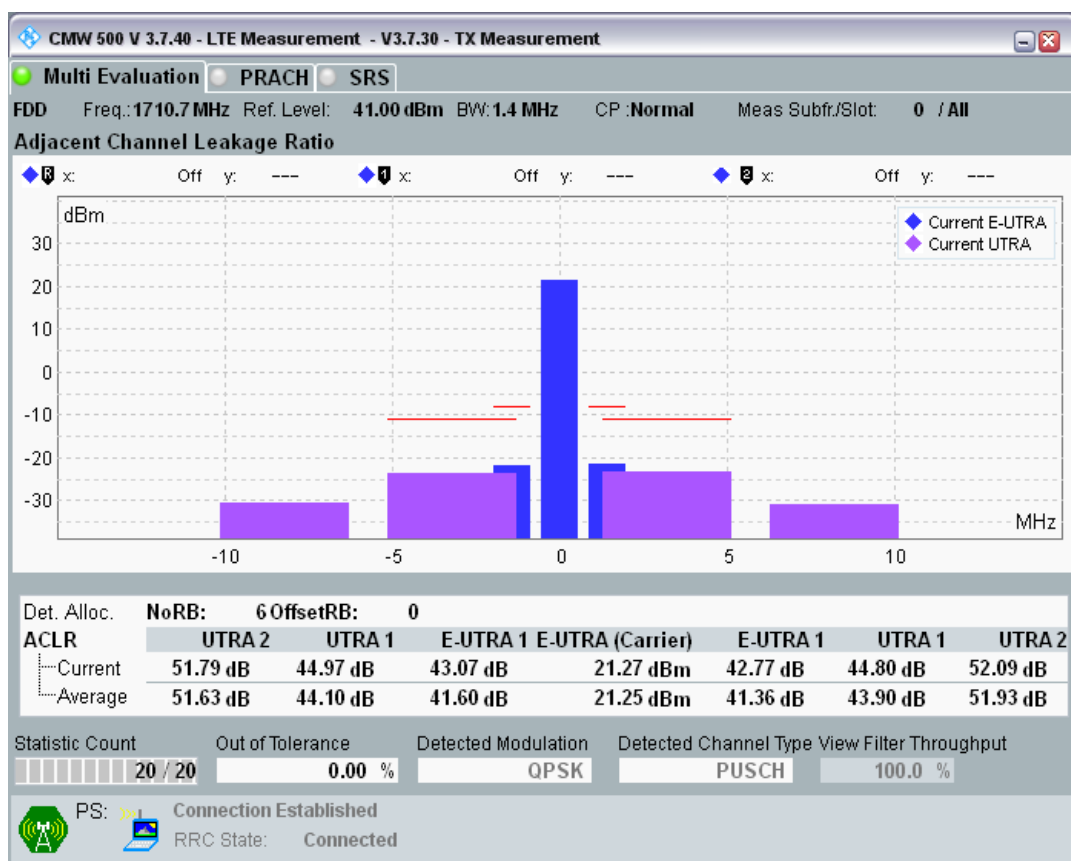 CMW 500 V 3.7.40 - LTE Measurement - V3.7.30 - TX Measurement
Multi Evaluation PRACH SRS
FDD Freq.: 1710.7 MHz Ref. Level: 41.00 dBm BW: 1.4 MHz CP :Normal Meas Subfr./Slot: 0 / All
Adjacent Channel Leakage Ratio
R x: Off y: --- 1 x: Off y: --- 2 x: Off y: ---
dBm
Current E-UTRA
Current UTRA
30
20
10
0
-10
-20
-30
MHz
-10 -5 0 5 10
Det. Alloc. NoRB: 6 OffsetRB: 0
ACLR UTRA 2 UTRA 1 E-UTRA 1 E-UTRA (Carrier) E-UTRA 1 UTRA 1 UTRA 2
Current 51.79 dB 44.97 dB 43.07 dB 21.27 dBm 42.77 dB 44.80 dB 52.09 dB
Average 51.63 dB 44.10 dB 41.60 dB 21.25 dBm 41.36 dB 43.90 dB 51.93 dB
Statistic Count Out of Tolerance Detected Modulation Detected Channel Type View Filter Throughput
20 / 20 0.00 % QPSK PUSCH 100.0 %
PS: Connection Established
RRC State: Connected